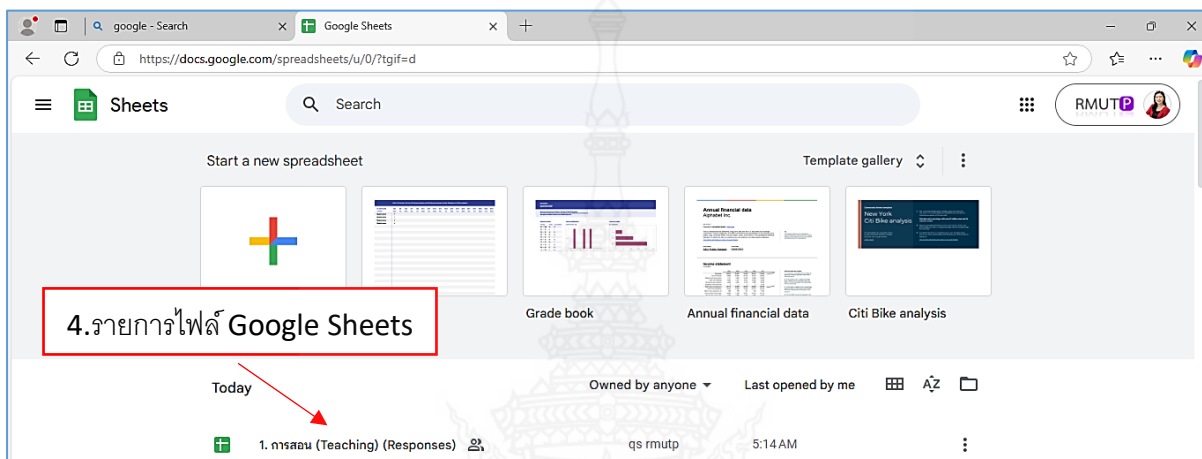 google - Search
Google Sheets
https://docs.google.com/spreadsheets/u/0/?tgif=d
Sheets
Search
RMUTP
Start a new spreadsheet
Template gallery
Annual financial data
Alphabet Inc.
New York
Citi Bike analysis
Income statement
Grade book
Annual financial data
Citi Bike analysis
4.รายการไฟล์ Google Sheets
Today
Owned by anyone
Last opened by me
AZ
1. การสอน (Teaching) (Responses)
qs rmutp
5:14 AM